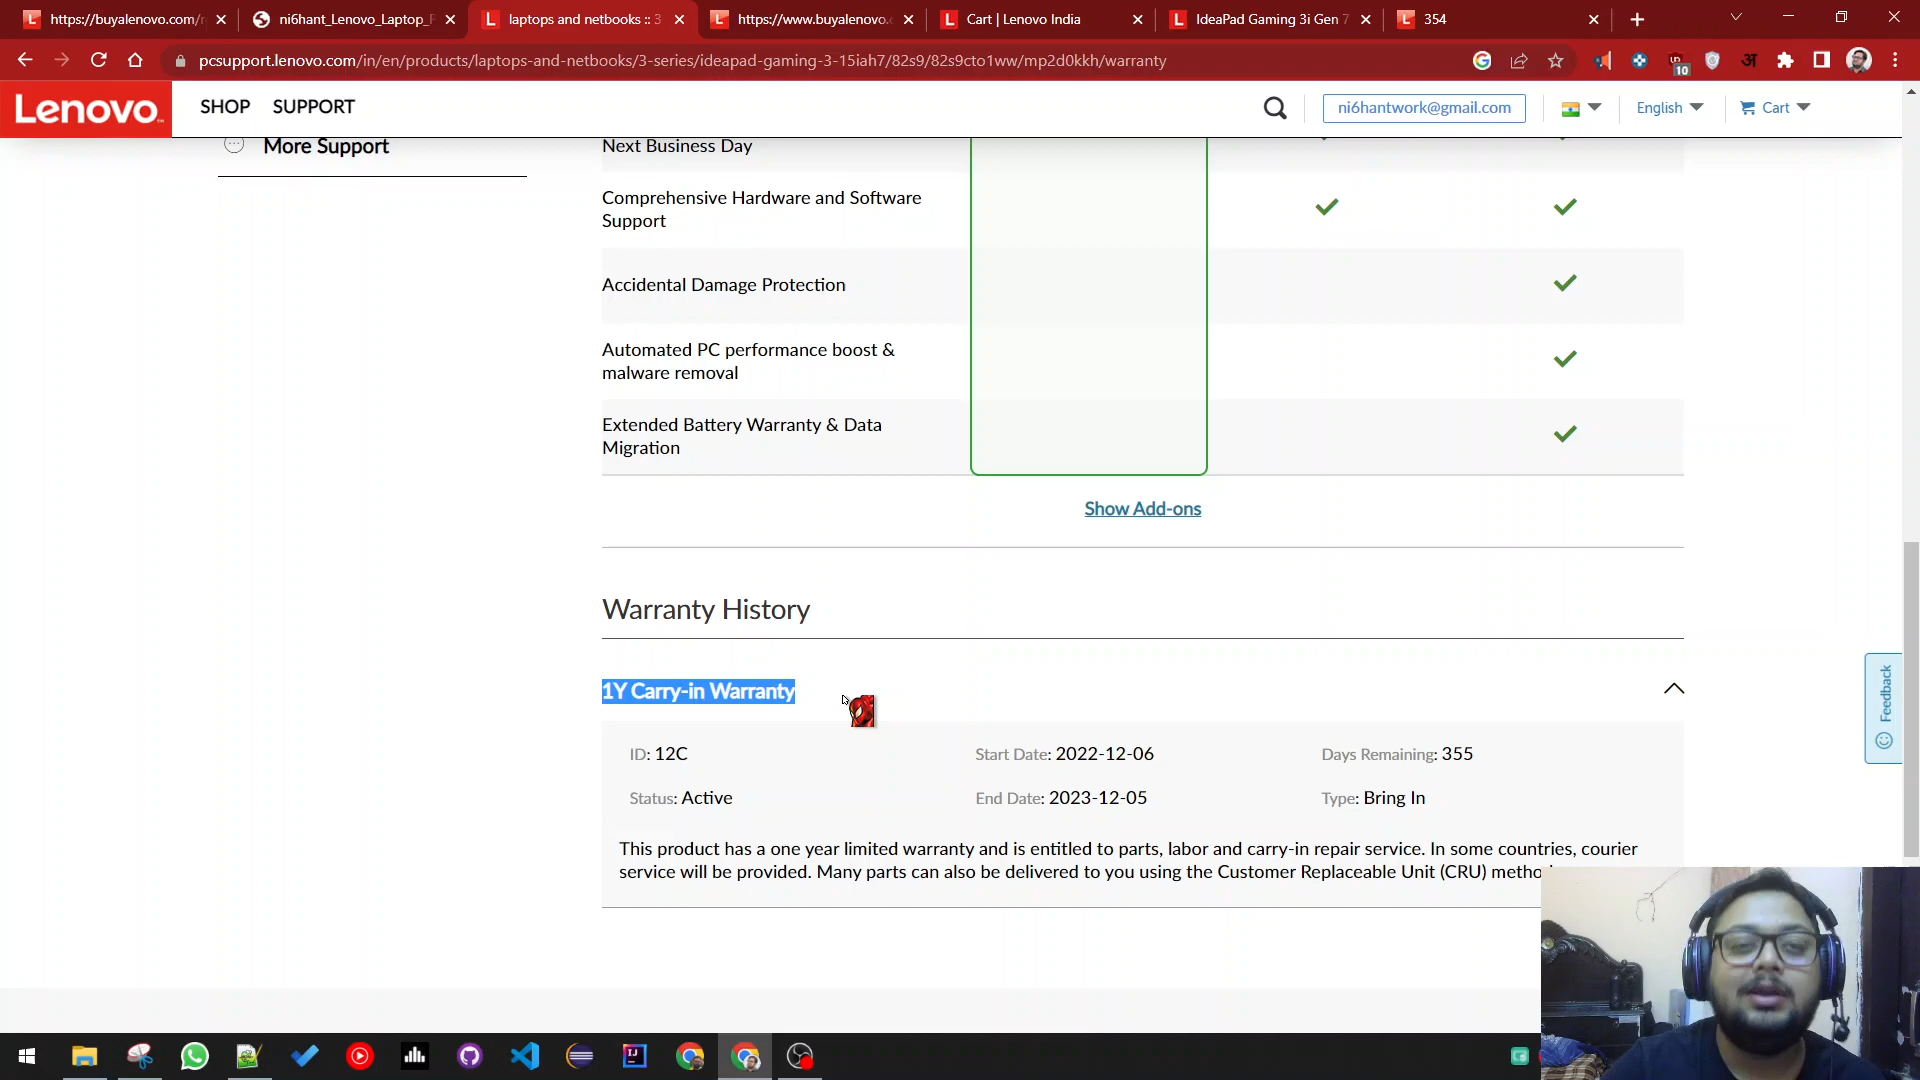 https://buyalenovo.com/
ni6hant_Lenovo_Laptop_
laptops and netbooks :: 3
https://www.buyalenovo.
Cart | Lenovo India
IdeaPad Gaming 3i Gen 7
354
pcsupport.lenovo.com/in/en/products/laptops-and-netbooks/3-series/ideapad-gaming-3-15iah7/82s9/82s9cto1ww/mp2d0kkh/warranty
10
अ
Lenovo
SHOP
SUPPORT
ni6hantwork@gmail.com
English
Cart
More Support
Next Business Day
Comprehensive Hardware and Software
Support
Accidental Damage Protection
Automated PC performance boost &
malware removal
Extended Battery Warranty & Data
Migration
Show Add-ons
Warranty History
1Y Carry-in Warranty
ID: 12C
Start Date: 2022-12-06
Days Remaining: 355
Status: Active
End Date: 2023-12-05
Type: Bring In
This product has a one year limited warranty and is entitled to parts, labor and carry-in repair service. In some countries, courier
service will be provided. Many parts can also be delivered to you using the Customer Replaceable Unit (CRU) metho
Feedback